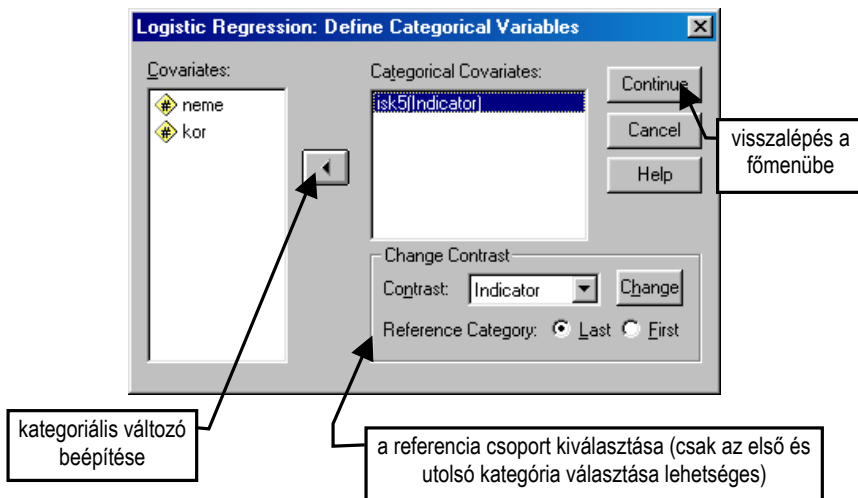 Logistic Regression: Define Categorical Variables
Covariates:
neme
kor
Categorical Covariates:
isk5(Indicator)
Continue
Cancel
Help
visszalépés a
főmenübe
Change Contrast
Contrast: Indicator Change
Reference Category: Last First
kategoriális változó
beépítése
a referencia csoport kiválasztása (csak az első és
utolsó kategória választása lehetséges)